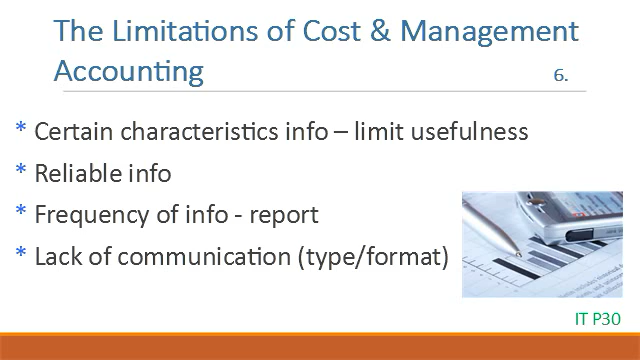 The Limitations of Cost & Management
Accounting 6.
* Certain characteristics info – limit usefulness
* Reliable info
* Frequency of info - report
* Lack of communication (type/format)
IT P30